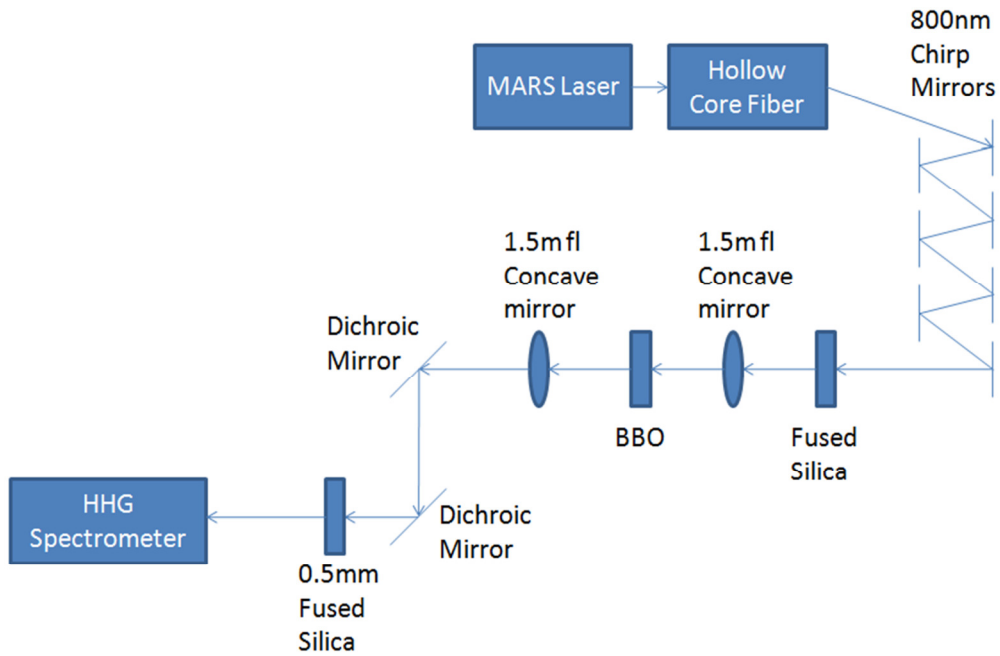 800nm
Chirp
Mirrors
MARS Laser
Hollow
Core Fiber
1.5m fl
Concave
mirror
1.5m fl
Concave
mirror
Dichroic
Mirror
BBO
Fused
Silica
HHG
Spectrometer
Dichroic
Mirror
0.5mm
Fused
Silica